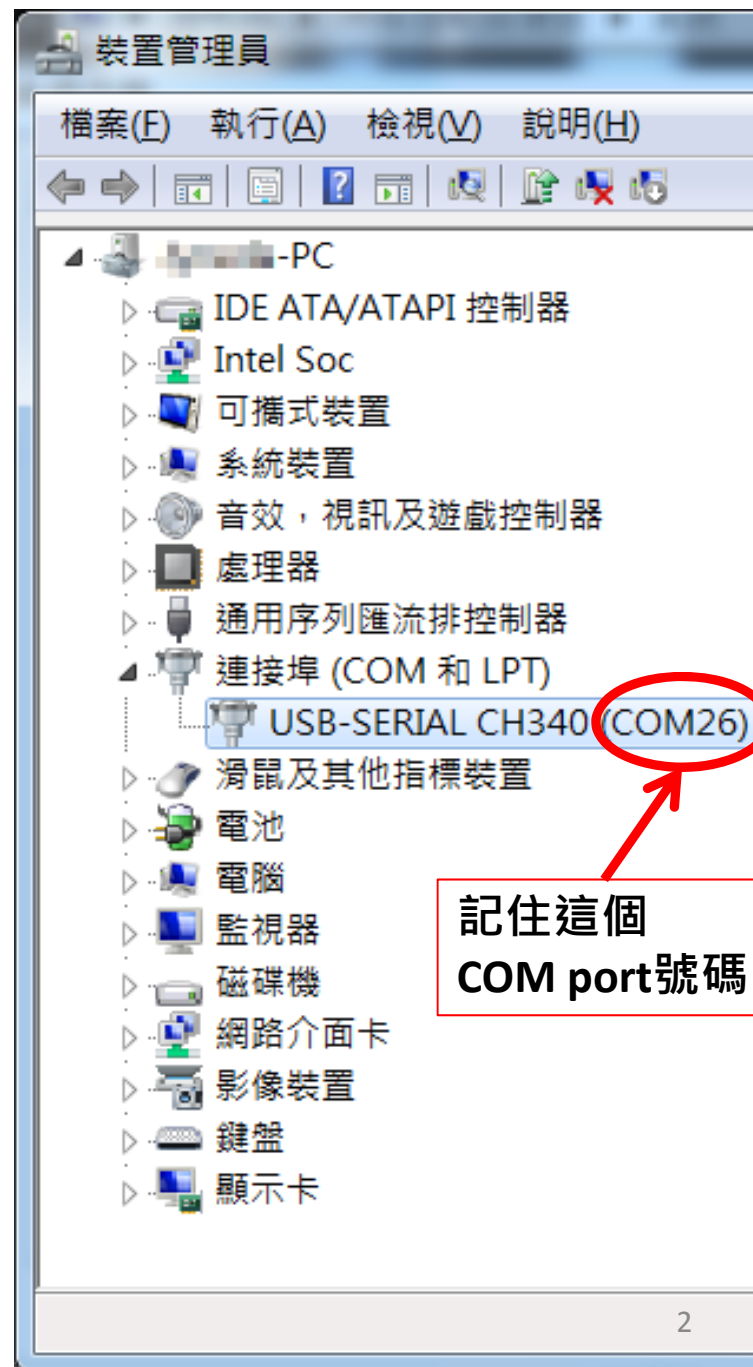 裝置管理員
檔案(F) 執行(A) 檢視(V) 說明(H)
-PC
IDE ATA/ATAPI 控制器
Intel Soc
可攜式裝置
系統裝置
音效，視訊及遊戲控制器
處理器
通用序列匯流排控制器
連接埠 (COM 和 LPT)
USB-SERIAL CH340 (COM26)
滑鼠及其他指標裝置
電池
電腦
監視器
記住這個
COM port號碼
磁碟機
網路介面卡
影像裝置
鍵盤
顯示卡
2